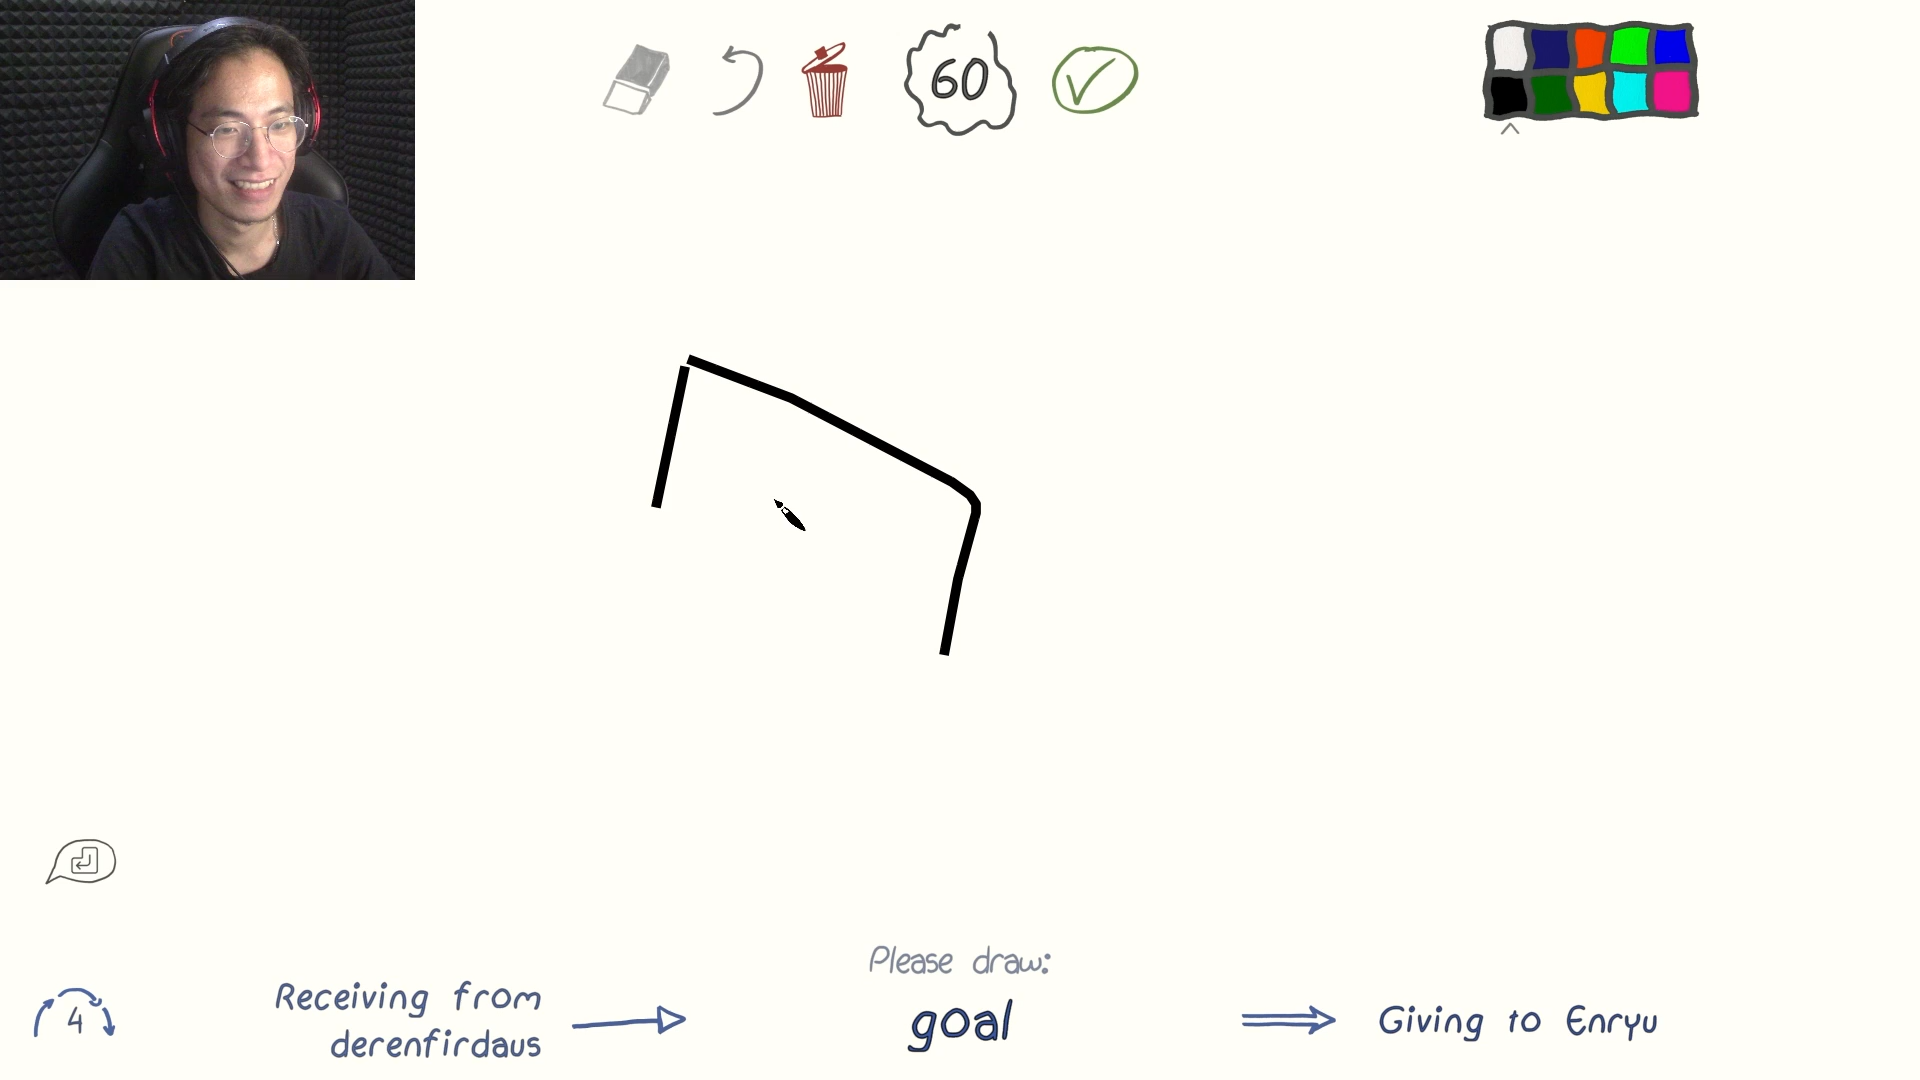 60
Please draw:
goal
4
Receiving from
derenfirdaus
Giving to Enryu